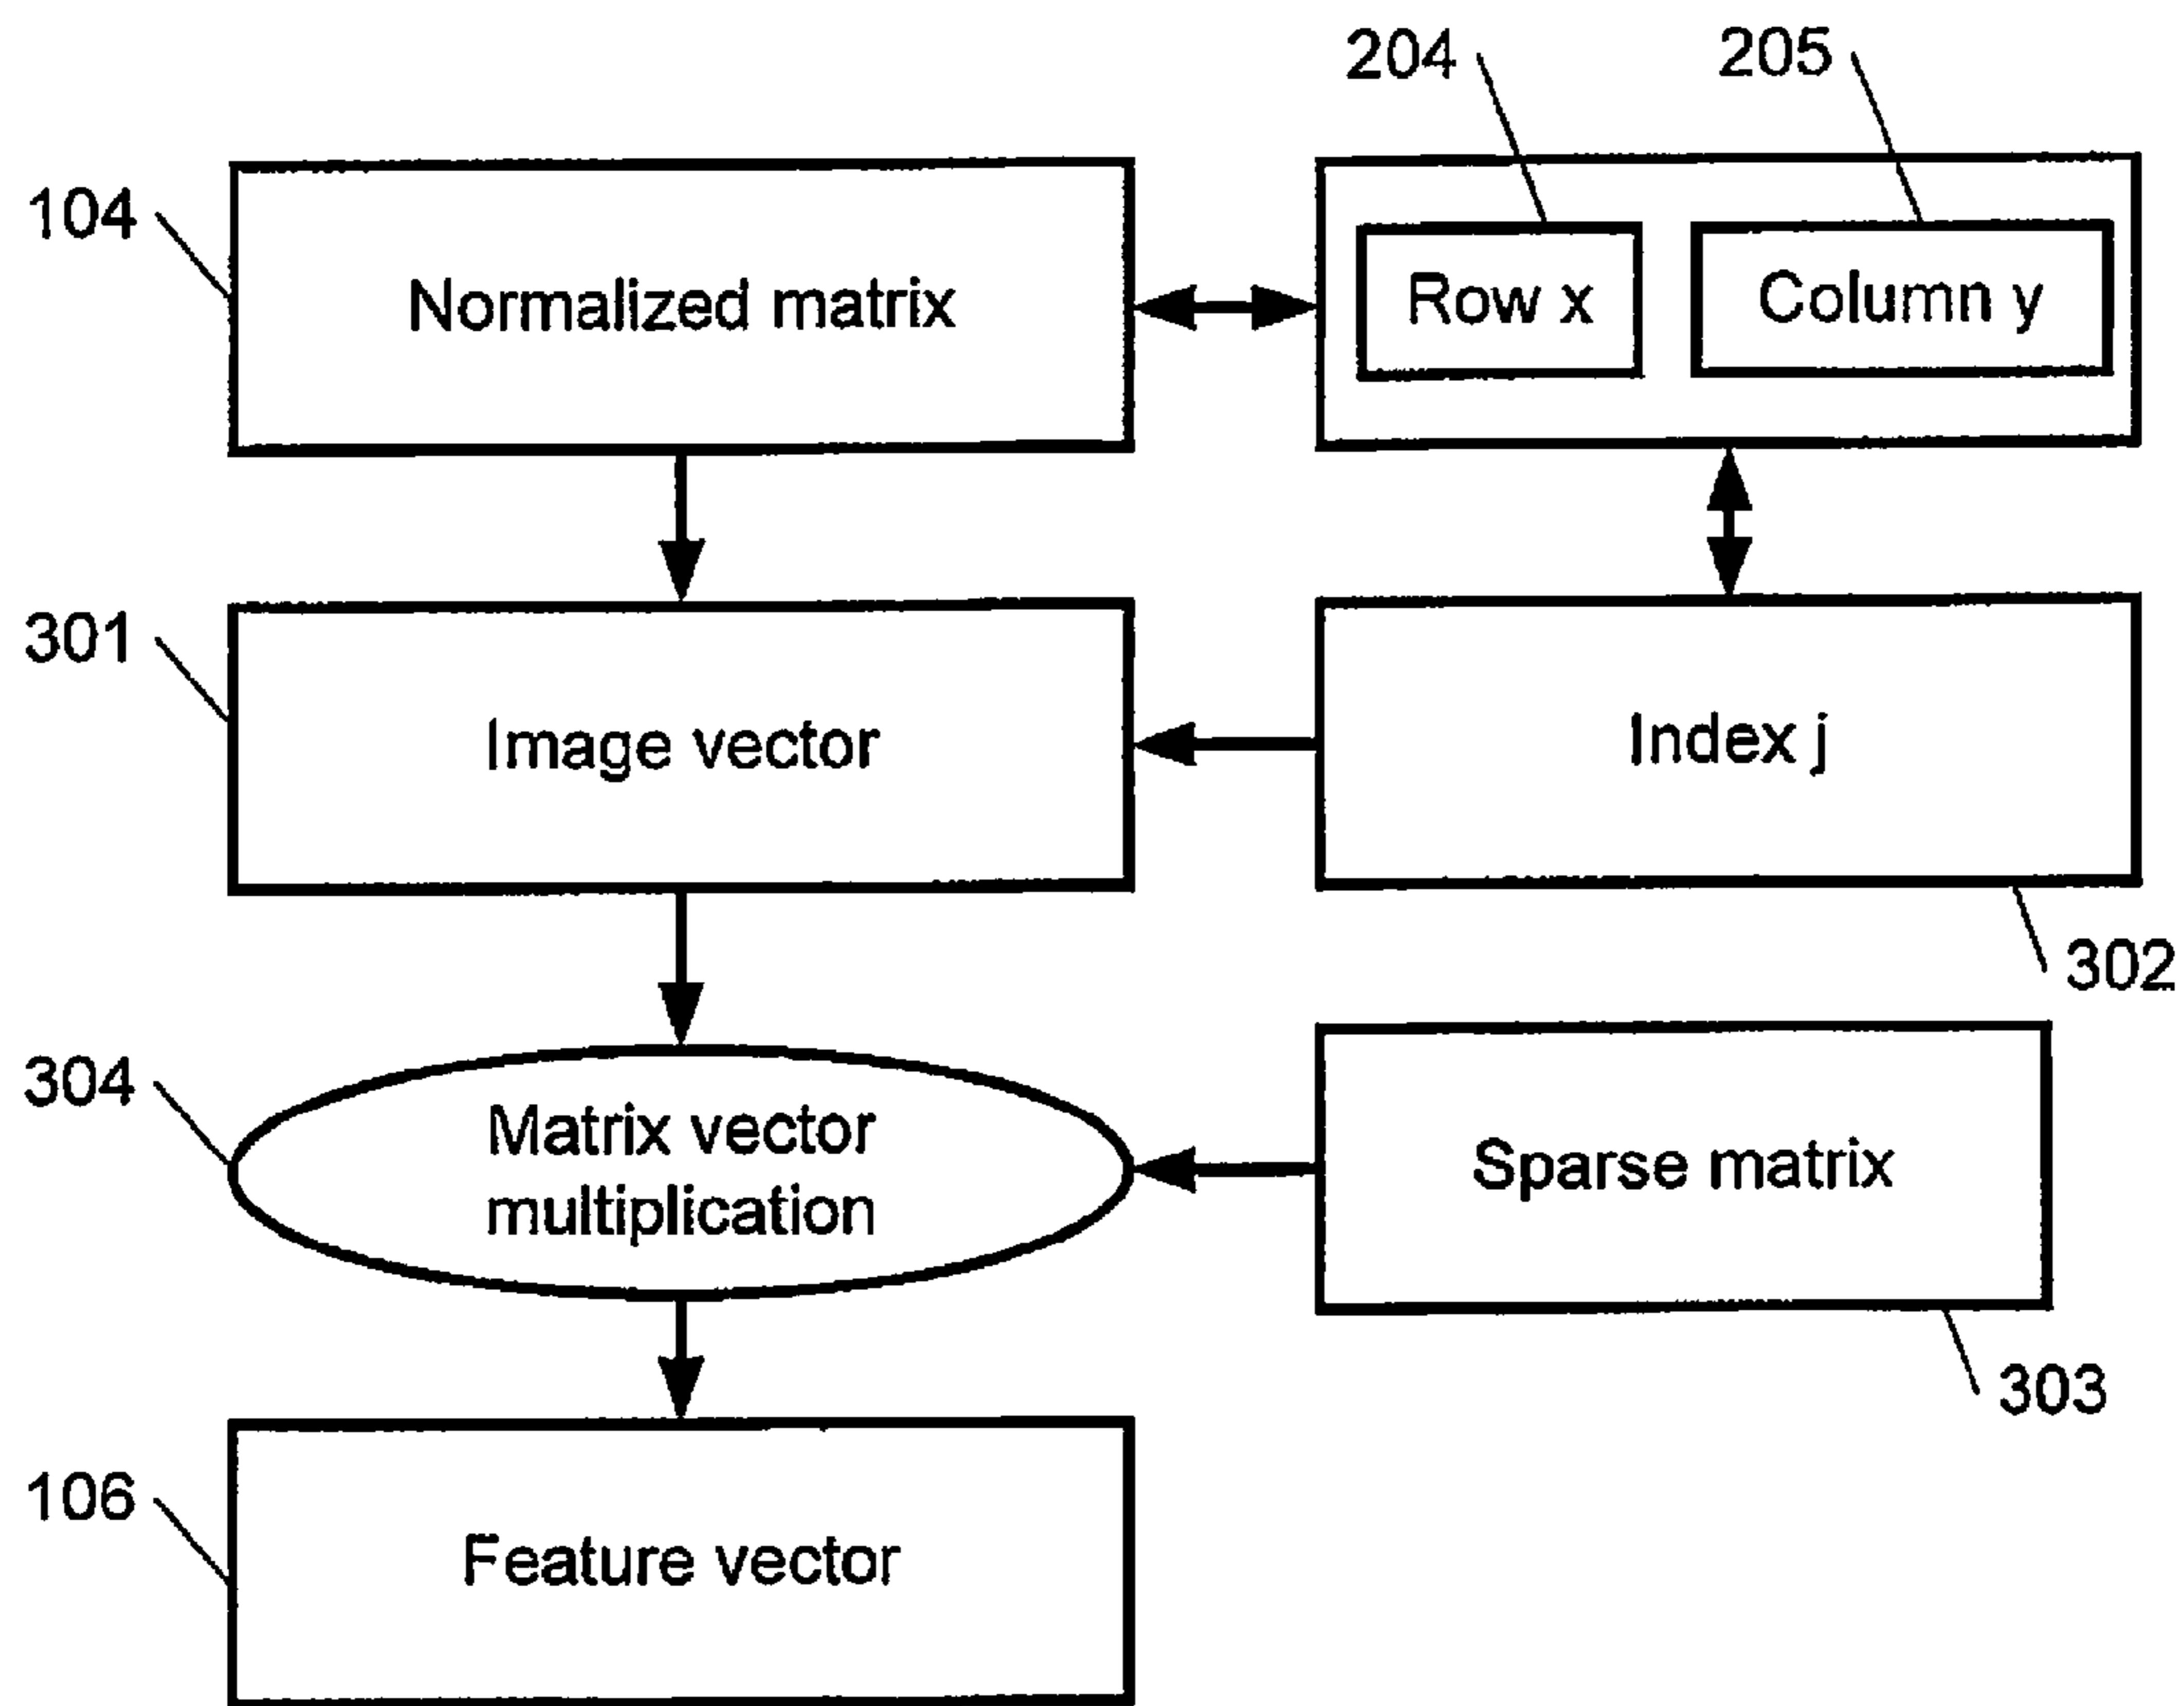 204
205
104
Normalized matrix
Row x
Column y
301
Image vector
Index j
302
304
Matrix vector
multiplication
Sparse matrix
303
106
Feature vector